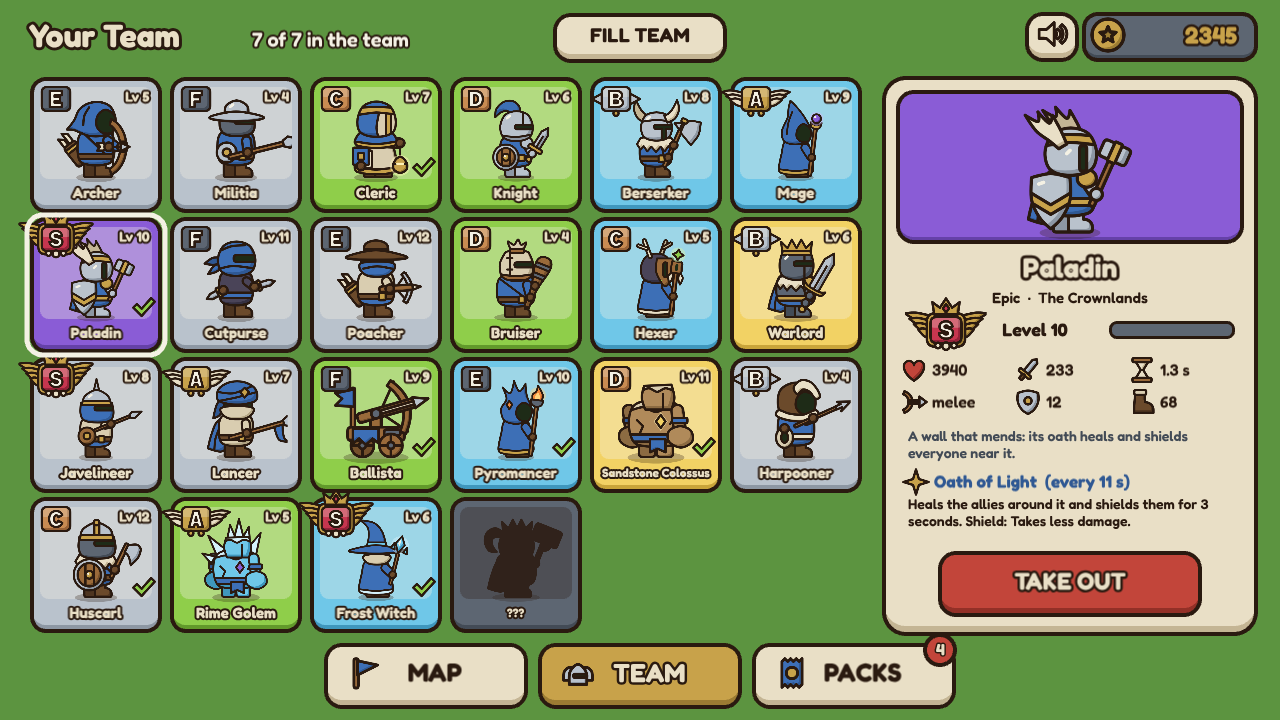 Your Team
7 of 7 in the team
FILL TEAM
2345
E Lv 5 Archer
F Lv 4 Militia
C Lv 7 Cleric
D Lv 6 Knight
B Lv 8 Berserker
A Lv 9 Mage
S Lv 10 Paladin
F Lv 11 Cutpurse
E Lv 12 Poacher
D Lv 4 Bruiser
C Lv 5 Hexer
B Lv 6 Warlord
S Lv 8 Javelineer
A Lv 7 Lancer
F Lv 9 Ballista
E Lv 10 Pyromancer
D Lv 11 Sandstone Colossus
B Lv 4 Harpooner
C Lv 12 Huscarl
A Lv 5 Rime Golem
S Lv 6 Frost Witch
???
Paladin
Epic · The Crownlands
S Level 10
3940 233 1.3 s
melee 12 68
A wall that mends: its oath heals and shields
everyone near it.
Oath of Light (every 11 s)
Heals the allies around it and shields them for 3
seconds. Shield: Takes less damage.
TAKE OUT
MAP
TEAM
PACKS
4